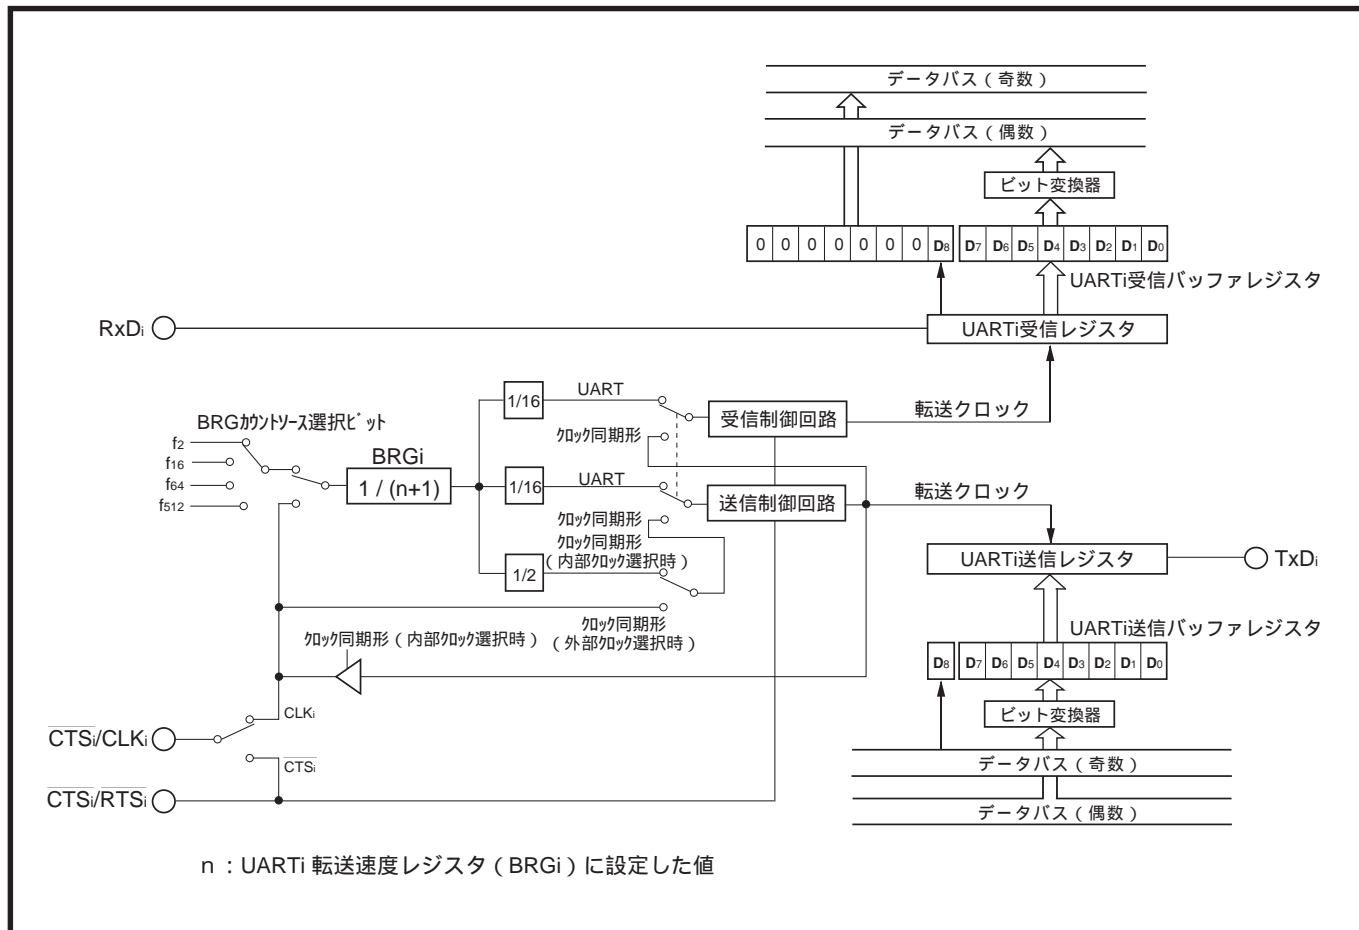 データバス（奇数）
データバス（偶数）
ビット変換器
0 0 0 0 0 0 0 D8 D7 D6 D5 D4 D3 D2 D1 D0
UARTi受信バッファレジスタ
RxDi
UARTi受信レジスタ
転送クロック
BRGカウントソース選択ビット
f2
f16
f64
f512
BRGi
1 / (n+1)
1/16
UART
受信制御回路
クロック同期形
1/16
UART
送信制御回路
転送クロック
クロック同期形
クロック同期形
（内部クロック選択時）
1/2
クロック同期形
（外部クロック選択時）
クロック同期形（内部クロック選択時）
UARTi送信レジスタ
TxDi
UARTi送信バッファレジスタ
D8 D7 D6 D5 D4 D3 D2 D1 D0
ビット変換器
データバス（奇数）
データバス（偶数）
CLKi
C̅T̅S̅i̅/CLKi
C̅T̅S̅i̅
C̅T̅S̅i̅/R̅T̅S̅i̅
n ：UARTi 転送速度レジスタ（BRGi）に設定した値